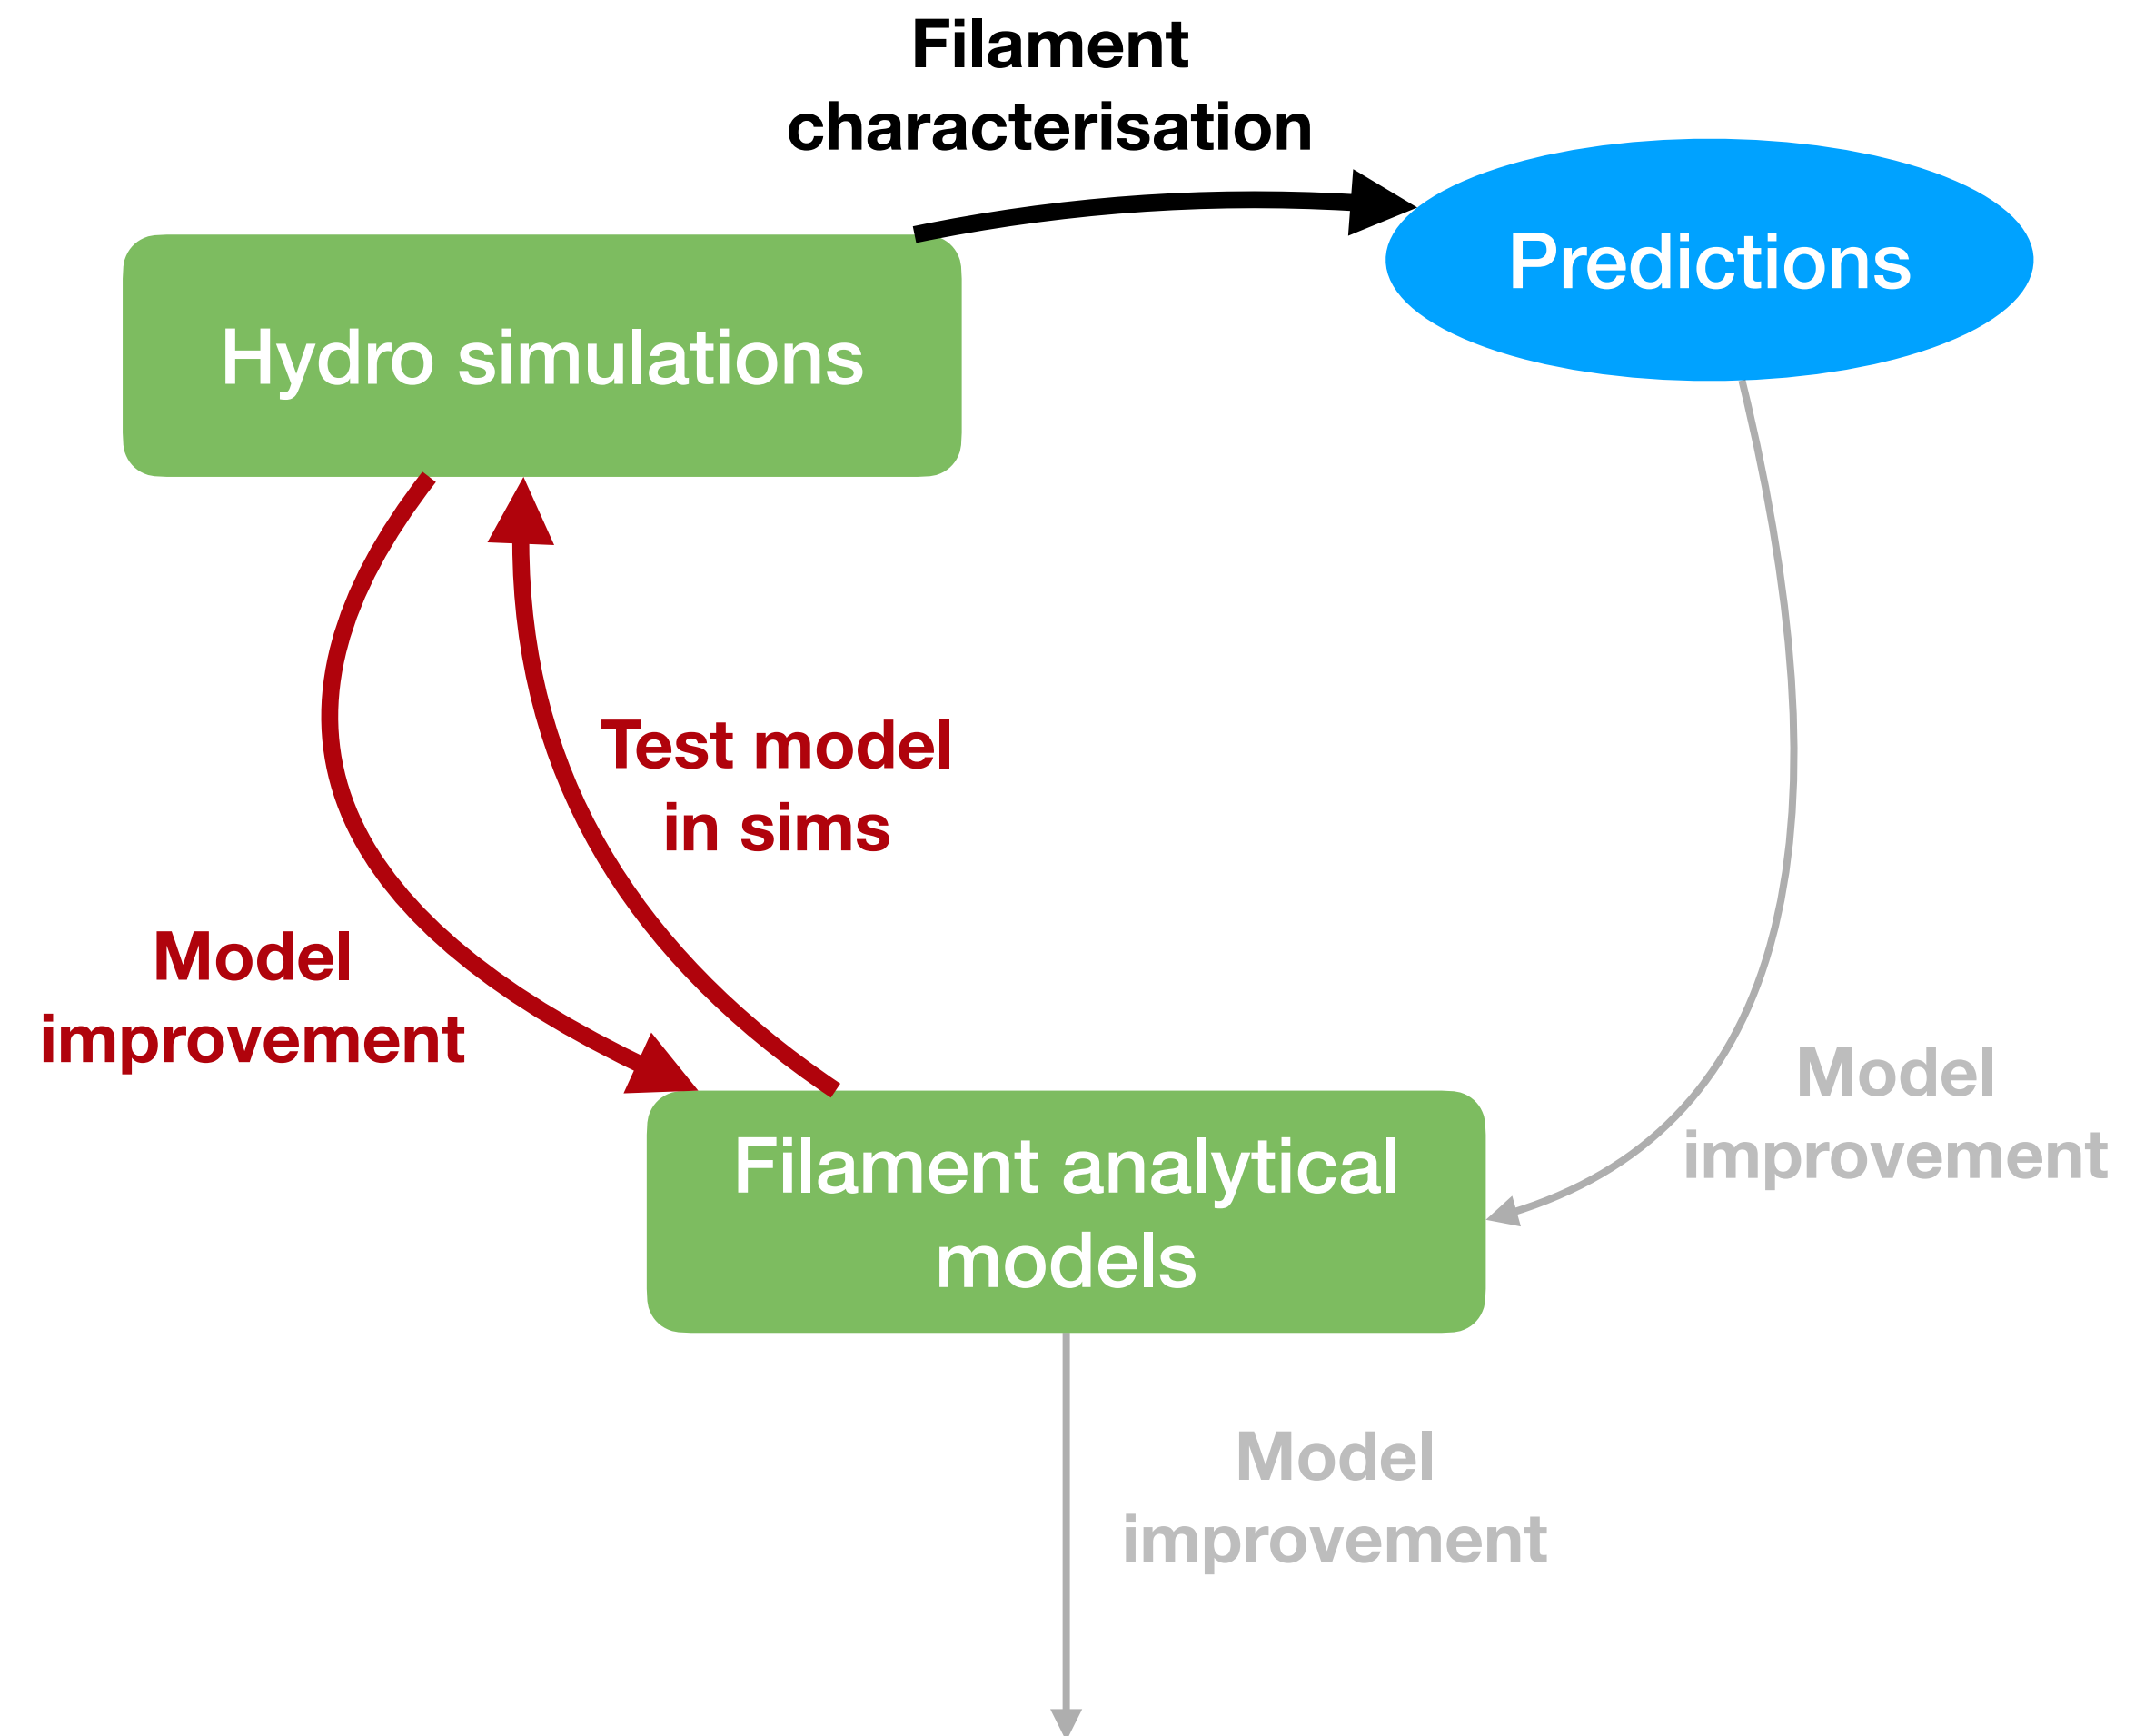 Filament
characterisation
Predictions
Hydro simulations
Test model
in sims
Model
improvement
Model
improvement
Filament analytical
models
Model
improvement